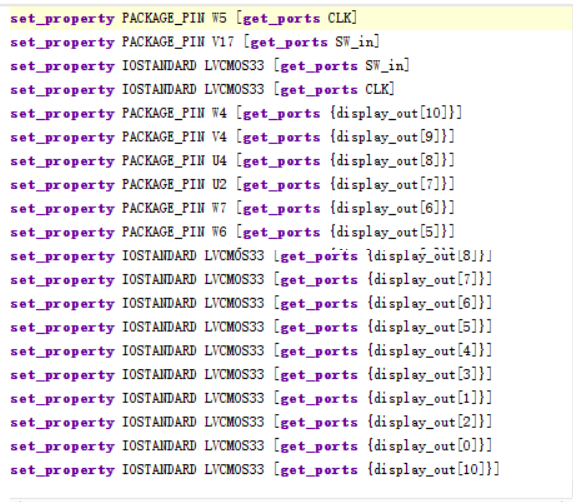 set_property PACKAGE_PIN W5 [get_ports CLK]
set_property PACKAGE_PIN V17 [get_ports SW_in]
set_property IOSTANDARD LVCMOS33 [get_ports SW_in]
set_property IOSTANDARD LVCMOS33 [get_ports CLK]
set_property PACKAGE_PIN W4 [get_ports {display_out[10]}]
set_property PACKAGE_PIN V4 [get_ports {display_out[9]}]
set_property PACKAGE_PIN U4 [get_ports {display_out[8]}]
set_property PACKAGE_PIN U2 [get_ports {display_out[7]}]
set_property PACKAGE_PIN W7 [get_ports {display_out[6]}]
set_property PACKAGE_PIN W6 [get_ports {display_out[5]}]
set_property IOSTANDARD LVCMOS33 [get_ports {display_out[8]}]
set_property IOSTANDARD LVCMOS33 [get_ports {display_out[7]}]
set_property IOSTANDARD LVCMOS33 [get_ports {display_out[6]}]
set_property IOSTANDARD LVCMOS33 [get_ports {display_out[5]}]
set_property IOSTANDARD LVCMOS33 [get_ports {display_out[4]}]
set_property IOSTANDARD LVCMOS33 [get_ports {display_out[3]}]
set_property IOSTANDARD LVCMOS33 [get_ports {display_out[1]}]
set_property IOSTANDARD LVCMOS33 [get_ports {display_out[2]}]
set_property IOSTANDARD LVCMOS33 [get_ports {display_out[0]}]
set_property IOSTANDARD LVCMOS33 [get_ports {display_out[10]}]